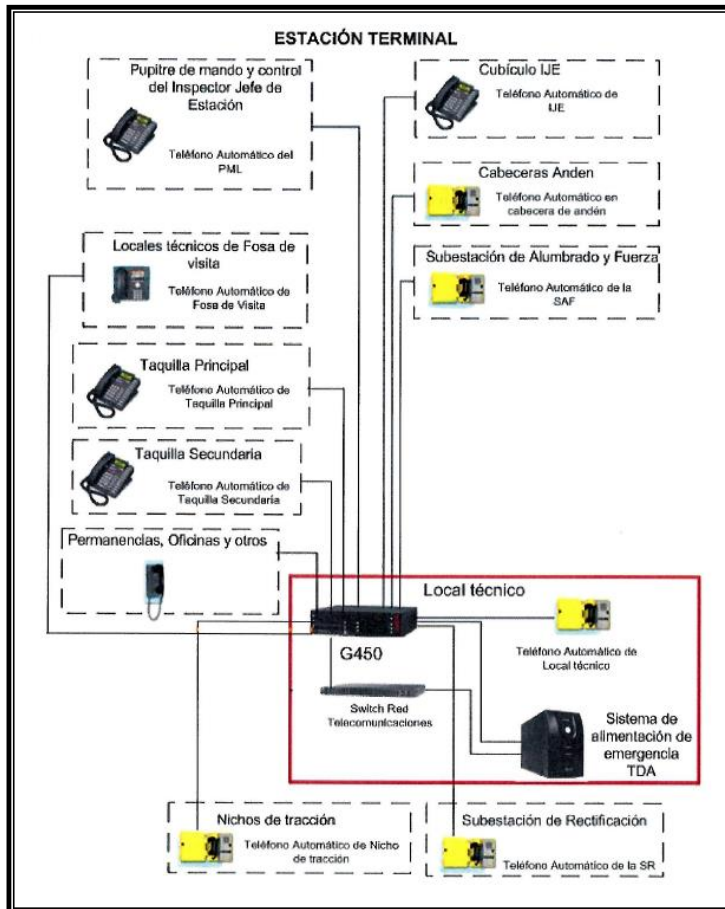 ESTACIÓN TERMINAL
Pupitre de mando y control
del Inspector Jefe de
Estación
Teléfono Automático del
PML
Cubículo IJE
Teléfono Automático de
IJE
Cabeceras Anden
Teléfono Automático en
cabecera de andén
Locales técnicos de Fosa de
visita
Teléfono Automático de
Fosa de Visita
Subestación de Alumbrado y Fuerza
Teléfono Automático de la
SAF
Taquilla Principal
Teléfono Automático de
Taquilla Principal
Taquilla Secundaria
Teléfono Automático de
Taquilla Secundaria
Permanencias, Oficinas y otros
Local técnico
G450
Teléfono Automático de
Local técnico
Switch Red
Telecomunicaciones
Sistema de
alimentación de
emergencia
TDA
Nichos de tracción
Teléfono Automático de Nicho
de tracción
Subestación de Rectificación
Teléfono Automático de la SR